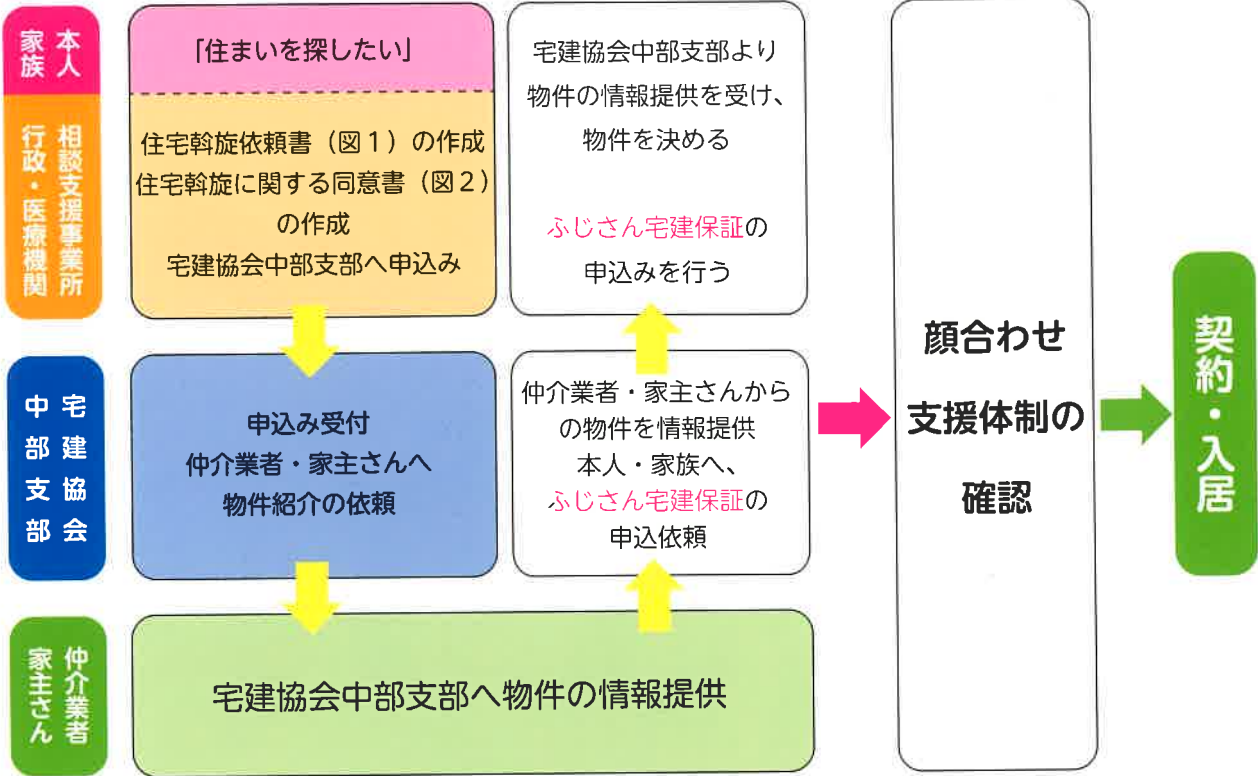 本人
家族
相談支援事業所
行政・医療機関
「住まいを探したい」
住宅斡旋依頼書（図１）の作成
住宅斡旋に関する同意書（図２）
の作成
宅建協会中部支部へ申込み
宅建協会中部支部より
物件の情報提供を受け、
物件を決める
ふじさん宅建保証の
申込みを行う
宅建協会
中部支部
申込み受付
仲介業者・家主さんへ
物件紹介の依頼
仲介業者・家主さんから
の物件を情報提供
本人・家族へ、
ふじさん宅建保証の
申込依頼
仲介業者
家主さん
宅建協会中部支部へ物件の情報提供
顔合わせ
支援体制の
確認
契約・入居